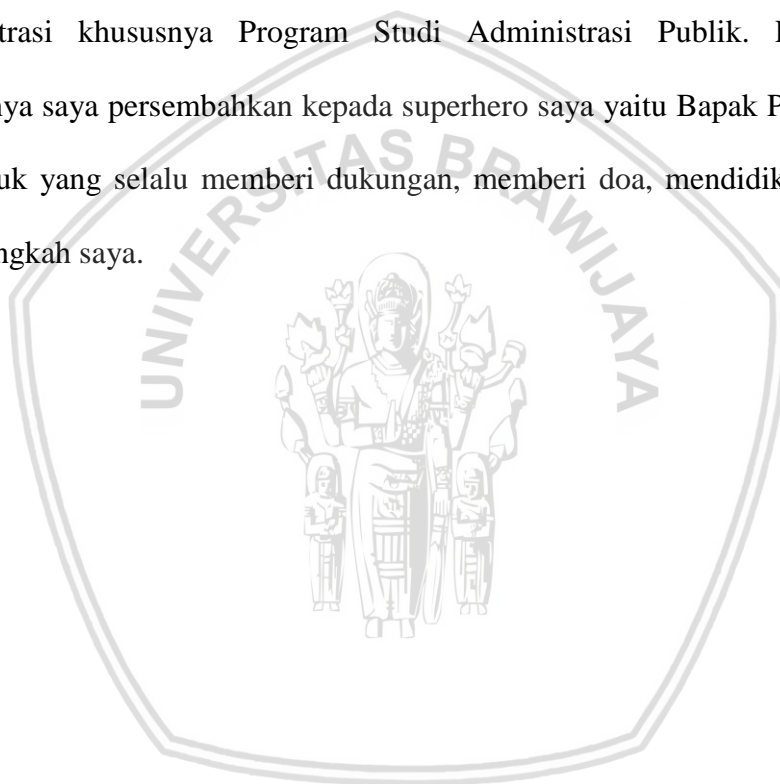 trasi khususnya Program Studi Administrasi Publik.
nya saya persembahkan kepada superhero saya yaitu Bapak
uk yang selalu memberi dukungan, memberi doa, mendidik
ngkah saya.
UNIVERSITAS BRAWIJAYA